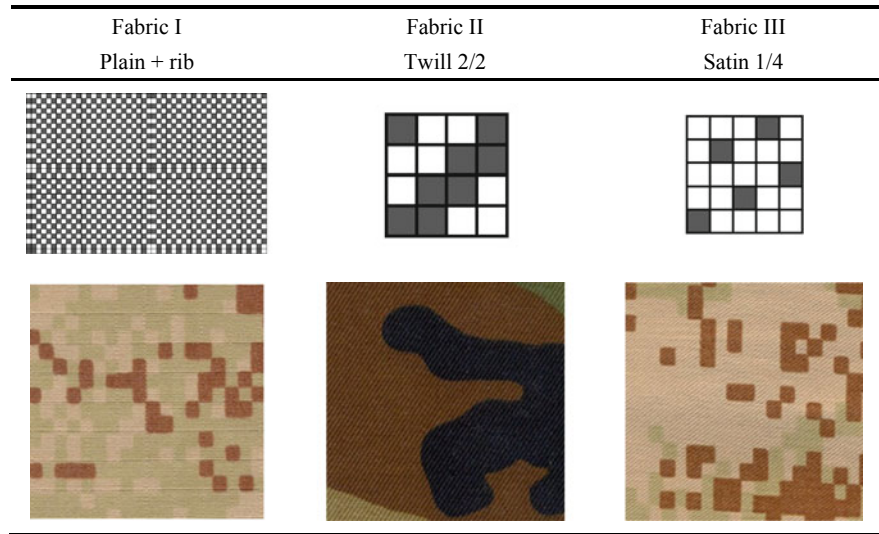 Fabric I
Fabric II
Fabric III
Plain + rib
Twill 2/2
Satin 1/4